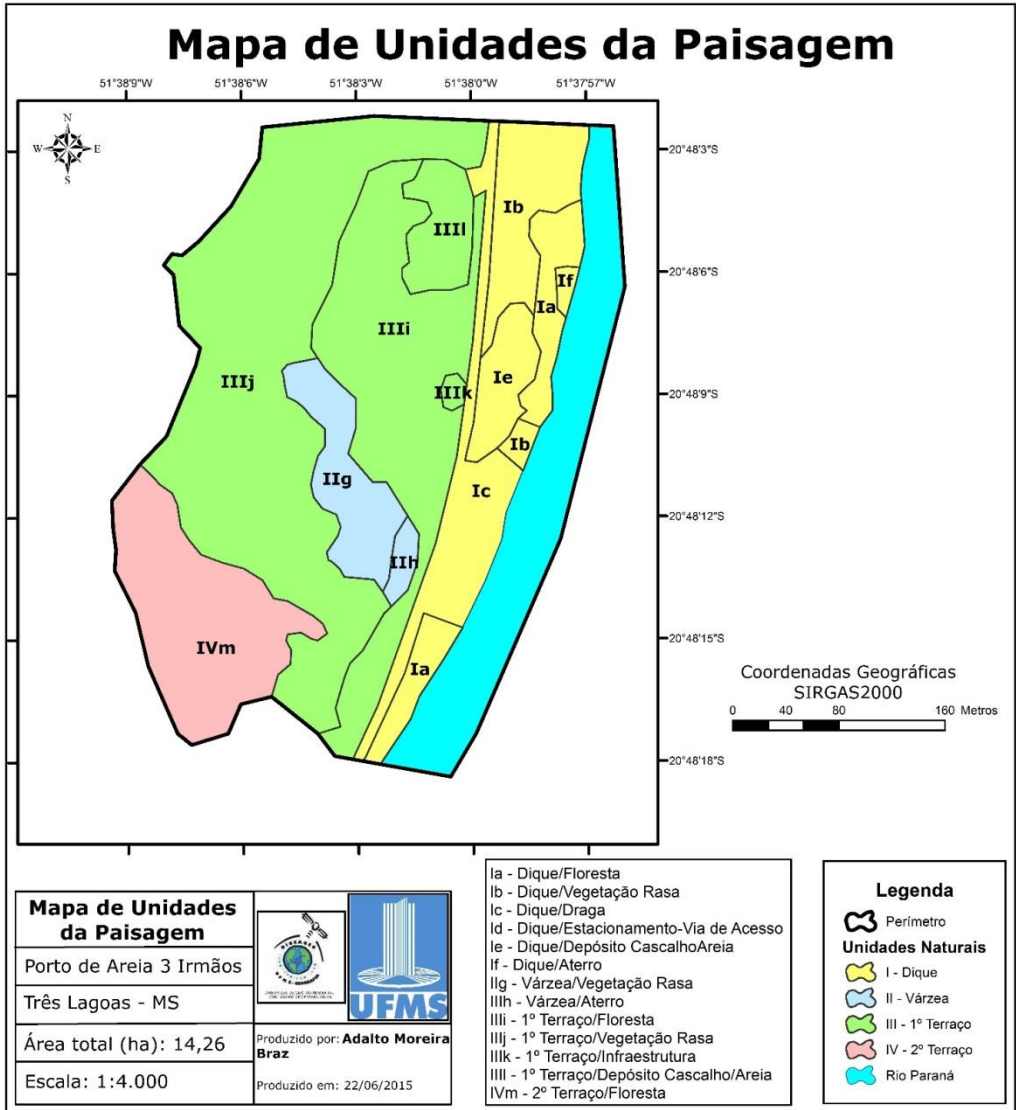 Mapa de Unidades da Paisagem
51°38'9"W 51°38'6"W 51°38'3"W 51°38'0"W 51°37'57"W
N
W E
S
20°48'3"S
20°48'6"S
20°48'9"S
20°48'12"S
20°48'15"S
20°48'18"S
Ib
IIIl
If
Ia
IIIi
IIIj
IIIk
Ie
Ib
IIg
Ic
IIh
IVm
Ia
Coordenadas Geográficas
SIRGAS2000
0 40 80 160 Metros
Mapa de Unidades
da Paisagem
Porto de Areia 3 Irmãos
Três Lagoas - MS
Área total (ha): 14,26
Escala: 1:4.000
UFMS
Produzido por: Adalto Moreira
Braz
Produzido em: 22/06/2015
Ia - Dique/Floresta
Ib - Dique/Vegetação Rasa
Ic - Dique/Draga
Id - Dique/Estacionamento-Via de Acesso
Ie - Dique/Depósito CascalhoAreia
If - Dique/Aterro
IIg - Várzea/Vegetação Rasa
IIIh - Várzea/Aterro
IIIi - 1º Terraço/Floresta
IIIj - 1º Terraço/Vegetação Rasa
IIIk - 1º Terraço/Infraestrutura
IIIl - 1º Terraço/Depósito Cascalho/Areia
IVm - 2º Terraço/Floresta
Legenda
Perímetro
Unidades Naturais
I - Dique
II - Várzea
III - 1º Terraço
IV - 2º Terraço
Rio Paraná